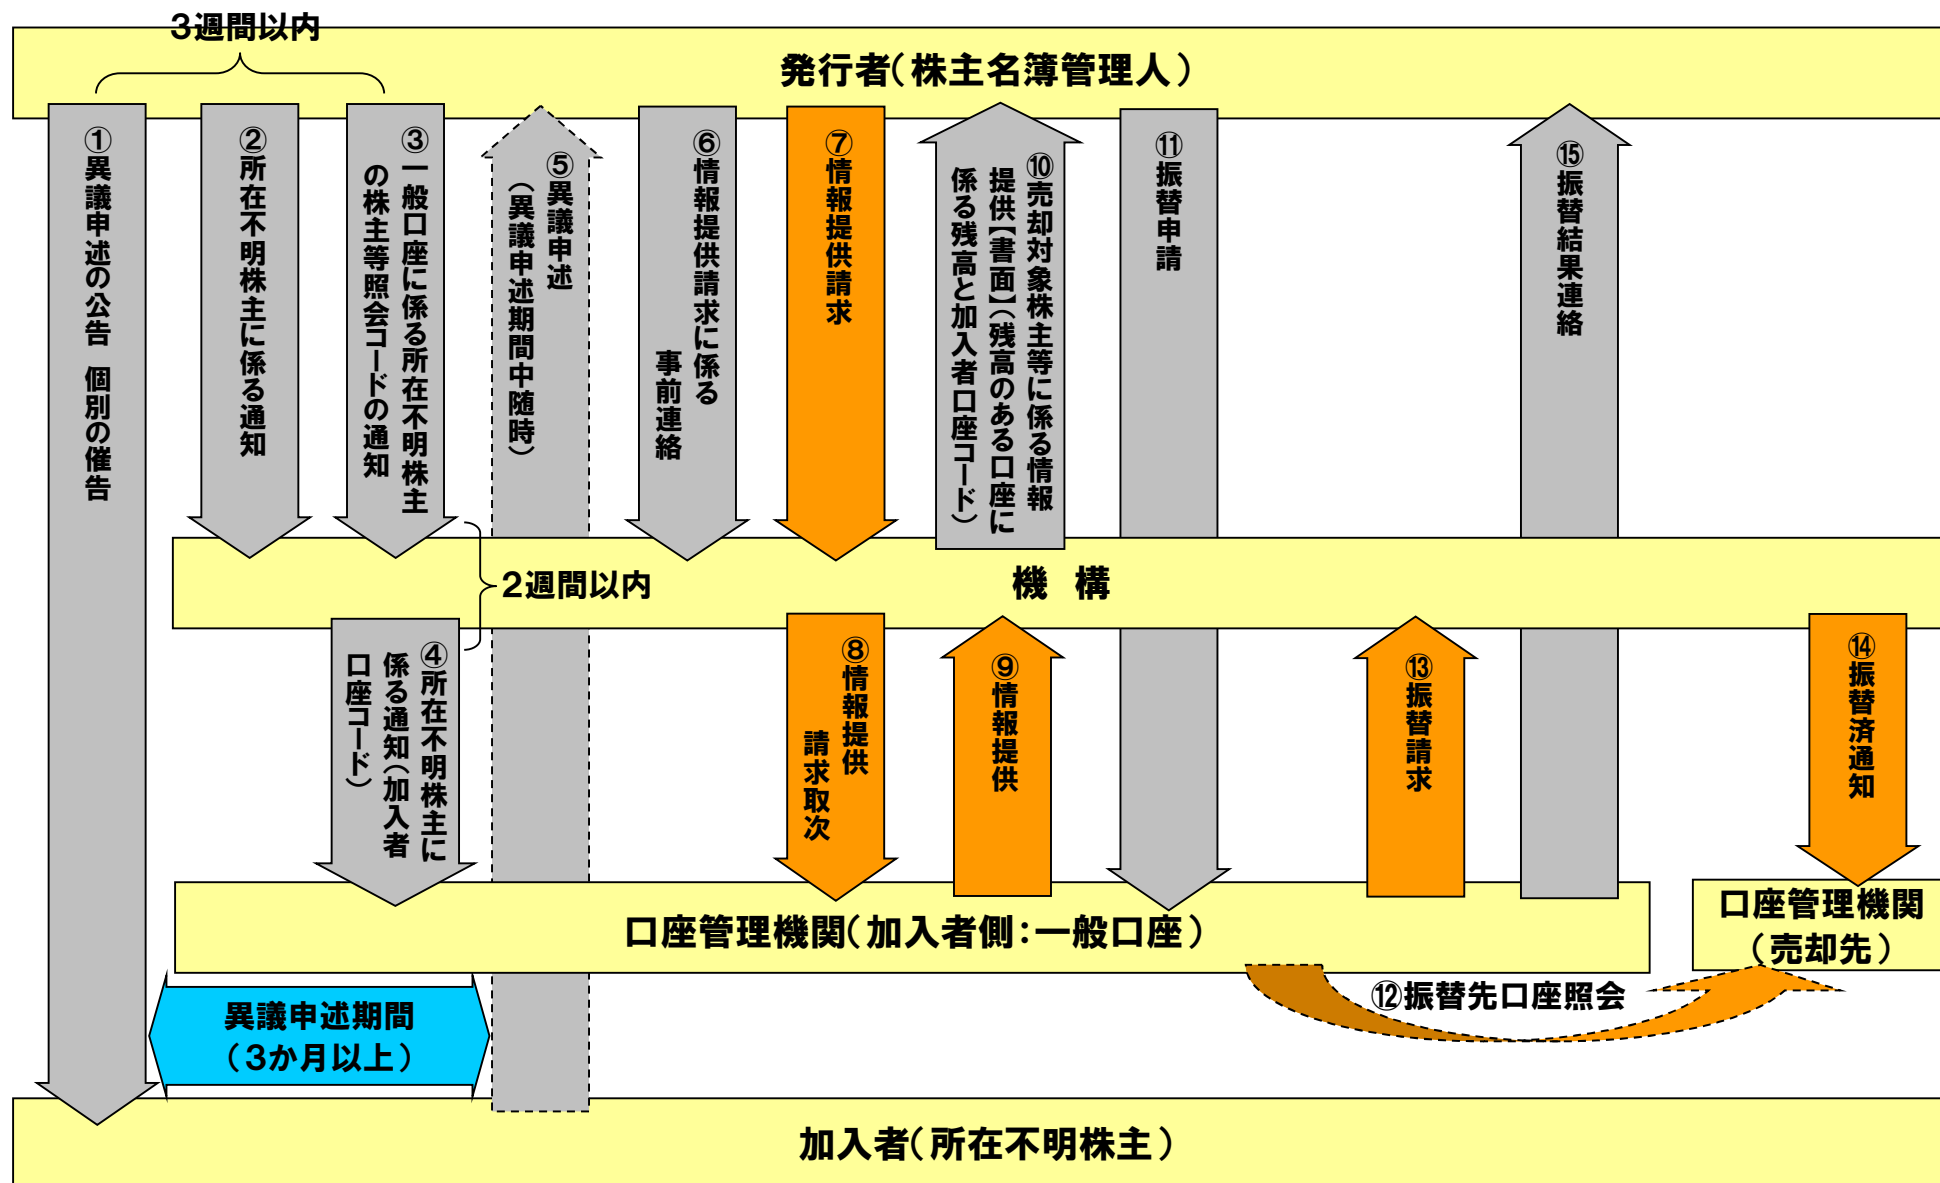 3週間以内
発行者（株主名簿管理人）
①異議申述の公告　個別の催告
②所在不明株主に係る通知
③一般口座に係る所在不明株主
の株主等照会コードの通知
⑤異議申述
（異議申述期間中随時）
⑥情報提供請求に係る
事前連絡
⑦情報提供請求
⑩売却対象株主等に係る情報
提供【書面】（残高のある口座に
係る残高と加入者口座コード）
⑪振替申請
⑮振替結果連絡
2週間以内
機　構
④所在不明株主に
係る通知（加入者
口座コード）
⑧情報提供
請求取次
⑨情報提供
⑬振替請求
⑭振替済通知
口座管理機関（加入者側：一般口座）
口座管理機関
（売却先）
⑫振替先口座照会
異議申述期間
（3か月以上）
加入者（所在不明株主）